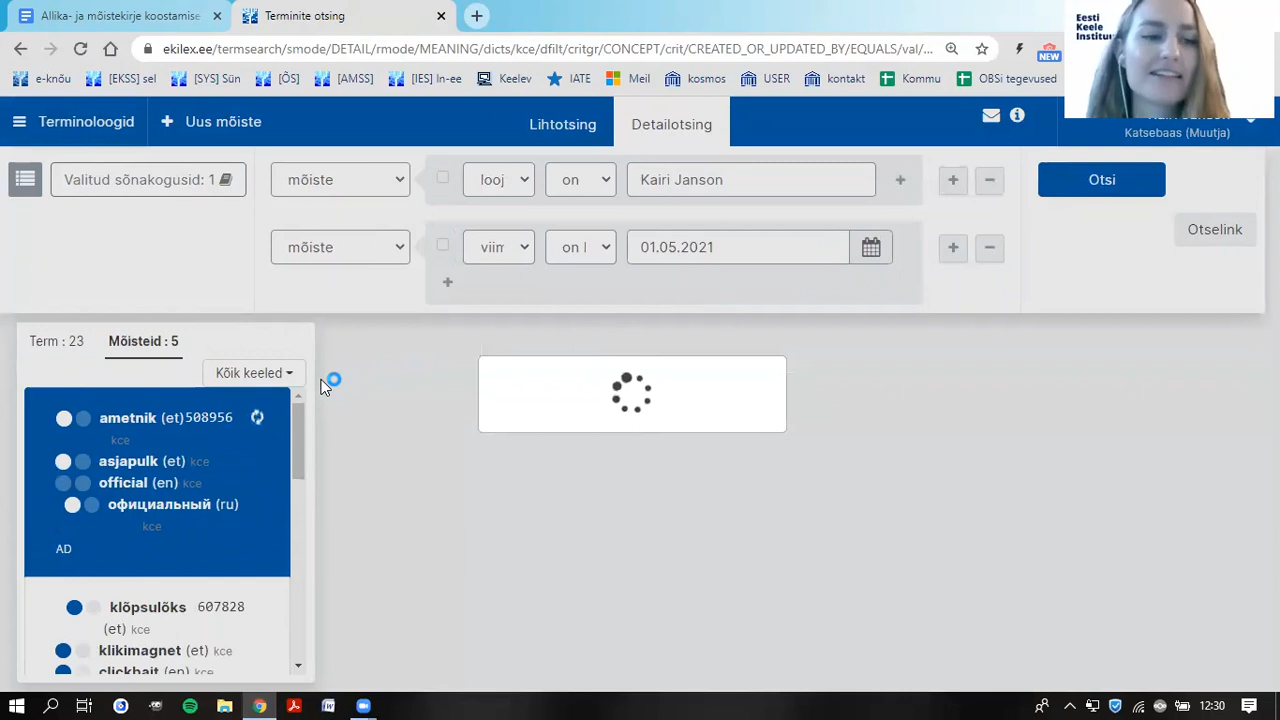 Allika- ja mõistekirje koostamise
Terminite otsing
Eesti
Keele
Instituut
ekilex.ee/termsearch/smode/DETAIL/omode/MEANING/dicts/kce/dfilt/critgr/CONCEPT/crit/CREATED_OR_UPDATED_BY/EQUALS/val/...
NEW
e-knõu
[EKSS] sel
[SYS] Sün
[ÕS]
[AMSS]
[IES] In-ee
Keelev
IATE
Meil
kosmos
USER
kontakt
Kommu
OBSi tegevused
Terminoloogid
Uus mõiste
Lihtotsing
Detailotsing
Katsebaas (Muutja)
Valitud sõnakogusid: 1
mõiste
looj
on
Kairi Janson
Otsi
mõiste
viim
on l
01.05.2021
Otselink
Term : 23
Mõisteid : 5
Kõik keeled
ametnik (et)508956
kce
asjapulk (et) kce
official (en) kce
официальный (ru)
kce
AD
klõpsulõks 607828
(et) kce
klikimagnet (et) kce
clickbait (en) kce
12:30